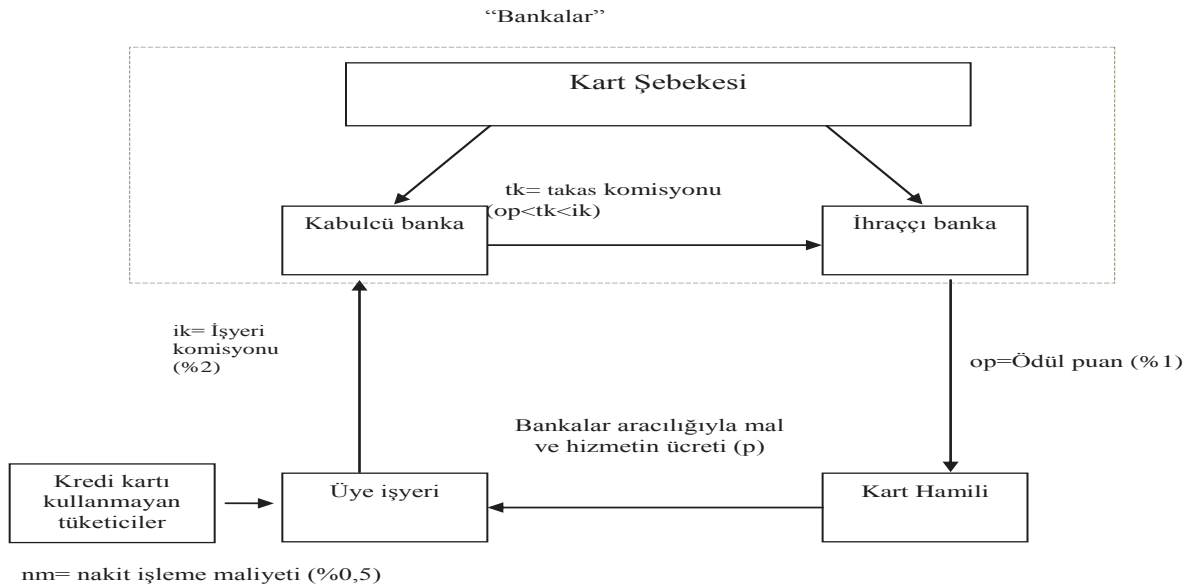 “Bankalar”
Kart Şebekesi
tk= takas komisyonu
(op<tk<ik)
Kabulcü banka
İhraççı banka
ik= İşyeri
komisyonu
(%2)
op=Ödül puan (%1)
Bankalar aracılığıyla mal
ve hizmetin ücreti (p)
Kredi kartı
kullanmayan
tüketiciler
Üye işyeri
Kart Hamili
nm= nakit işleme maliyeti (%0,5)